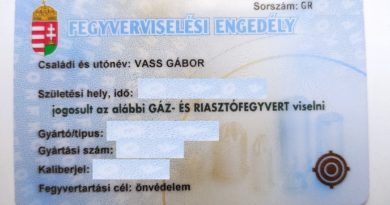 Sorszám: GR
FEGYVERVISELÉSI ENGEDÉLY
Családi és utónév: VASS GÁBOR
Születési hely, idő:
jogosult az alábbi GÁZ- ÉS RIASZTÓFEGYVERT viselni
Gyártó/típus:
Gyártási szám:
Kaliberjel:
Fegyvertartási cél: önvédelem